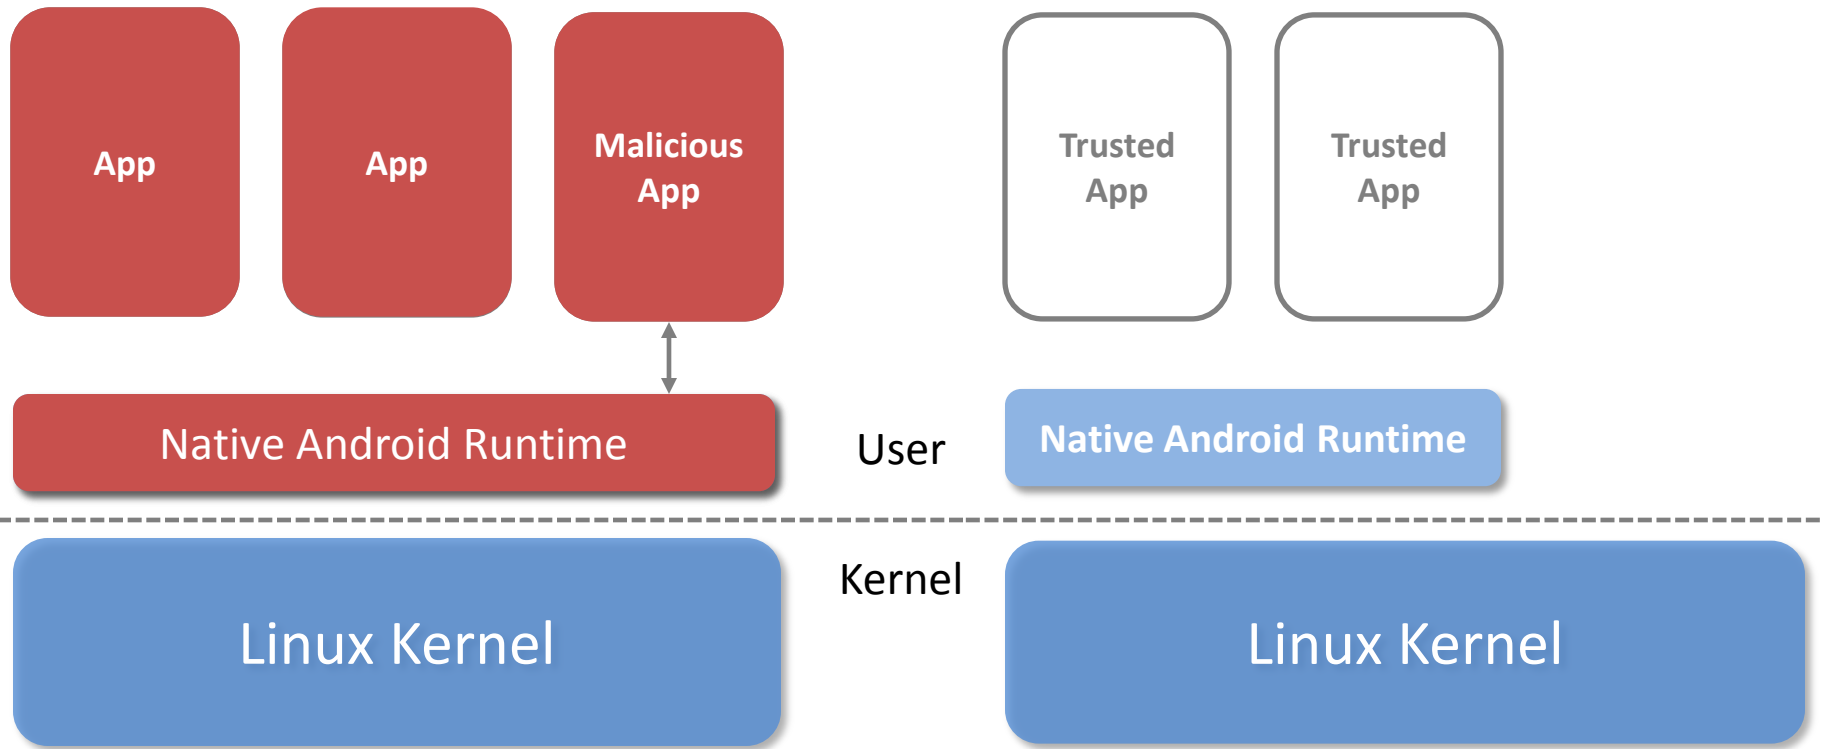 App
App
Malicious
App
Trusted
App
Trusted
App
Native Android Runtime
User
Native Android Runtime
Kernel
Linux Kernel
Linux Kernel